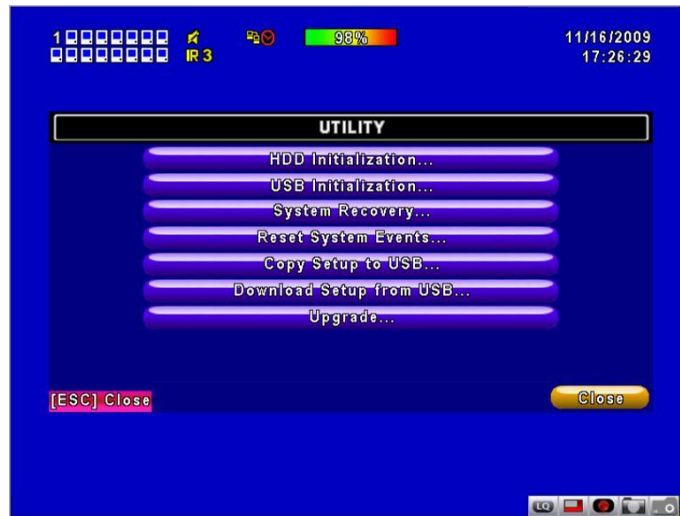 1 98% 11/16/2009
IR 3 17:26:29
UTILITY
HDD Initialization...
USB Initialization...
System Recovery...
Reset System Events...
Copy Setup to USB...
Download Setup from USB...
Upgrade...
[ESC] Close Close
LQ